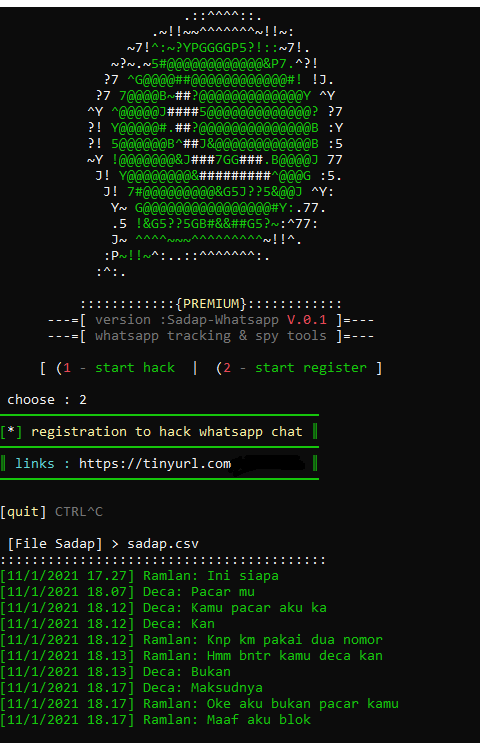 :::::::::::::{PREMIUM}::::::::::::
---=[ version :Sadap-Whatsapp V.0.1 ]=---
---=[ whatsapp tracking & spy tools ]=---
[ (1 - start hack | (2 - start register ]
choose : 2
[*] registration to hack whatsapp chat
links : https://tinyurl.com
[quit] CTRL^C
[File Sadap] > sadap.csv
[11/1/2021 17.27] Ramlan: Ini siapa
[11/1/2021 18.07] Deca: Pacar mu
[11/1/2021 18.12] Deca: Kamu pacar aku ka
[11/1/2021 18.12] Deca: Kan
[11/1/2021 18.12] Ramlan: Knp km pakai dua nomor
[11/1/2021 18.13] Ramlan: Hmm bntr kamu deca kan
[11/1/2021 18.13] Deca: Bukan
[11/1/2021 18.17] Deca: Maksudnya
[11/1/2021 18.17] Ramlan: Oke aku bukan pacar kamu
[11/1/2021 18.17] Ramlan: Maaf aku blok